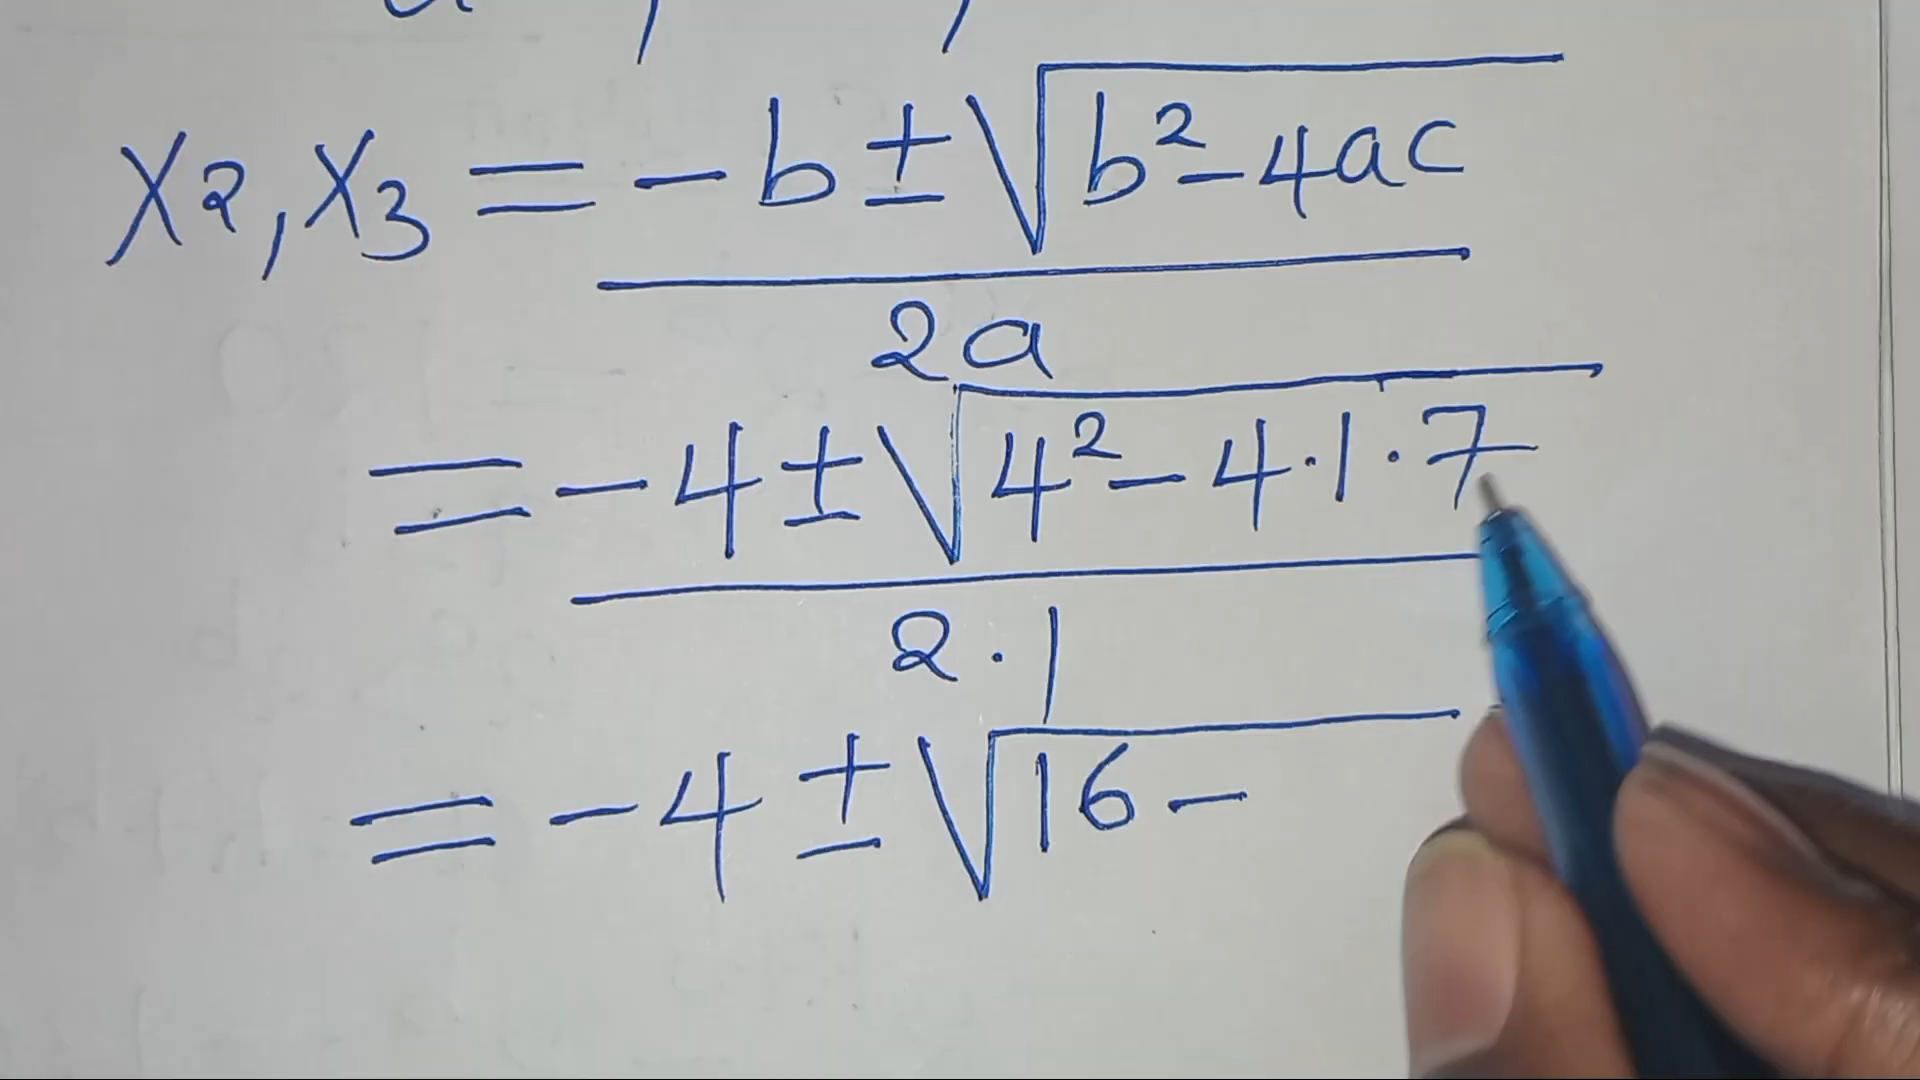 x2, x3 = -b ± √b² - 4ac
2a
= -4 ± √4² - 4·1·7
2·1
= -4 ± √16 -